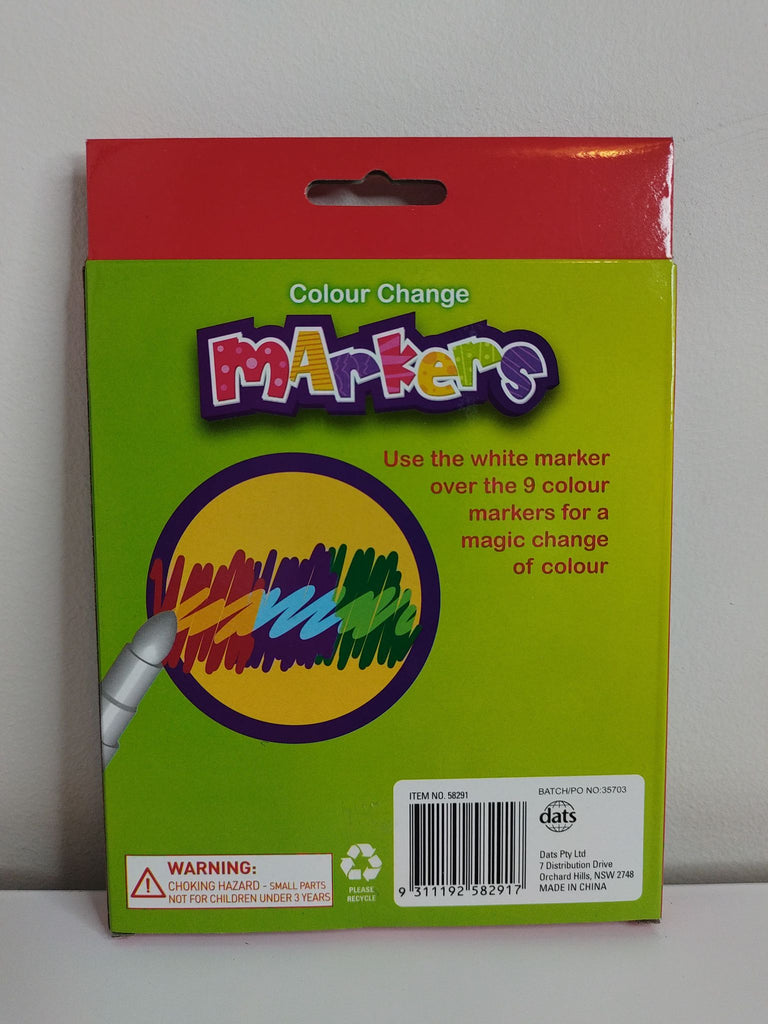 Colour Change
mArkers
Use the white marker
over the 9 colour
markers for a
magic change
of colour
ITEM NO. 58291
BATCH/PO NO:35703
dats
Dats Pty Ltd
7 Distribution Drive
Orchard Hills, NSW 2748
MADE IN CHINA
9 311192 582917
WARNING:
CHOKING HAZARD - SMALL PARTS
NOT FOR CHILDREN UNDER 3 YEARS
PLEASE
RECYCLE